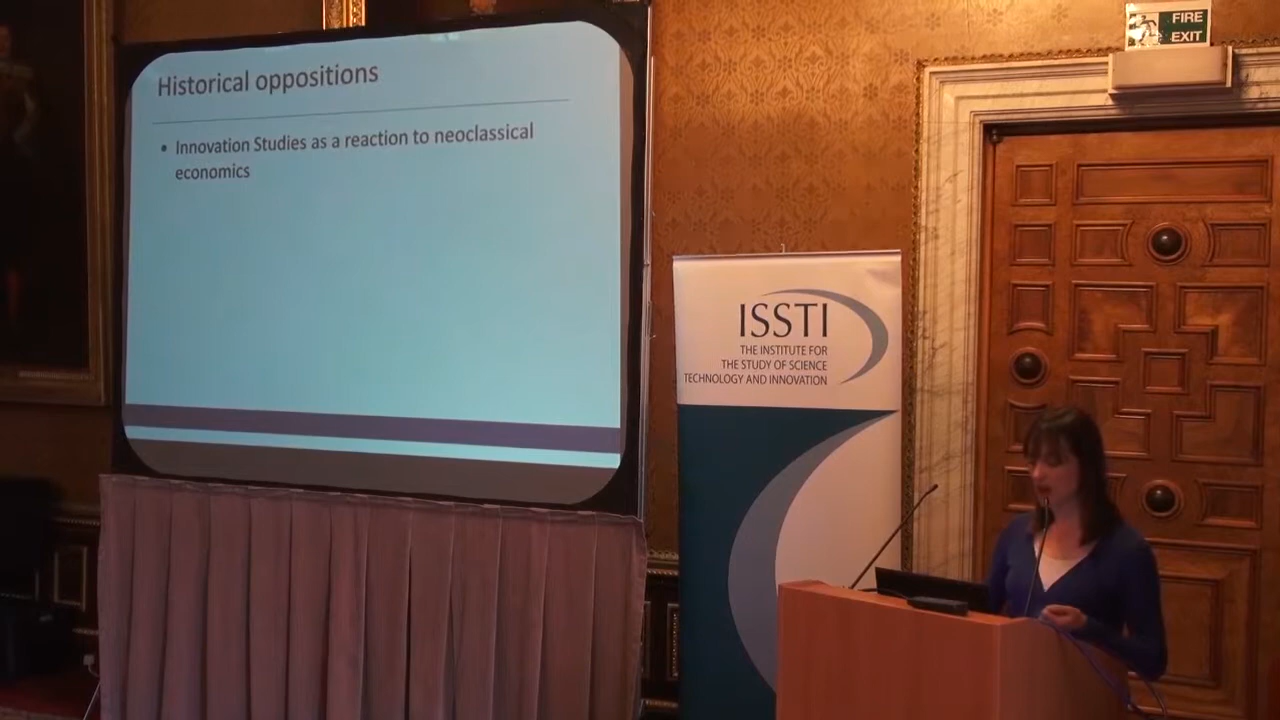 Historical oppositions
• Innovation Studies as a reaction to neoclassical
economics
FIRE
EXIT
ISSTI
THE INSTITUTE FOR
THE STUDY OF SCIENCE
TECHNOLOGY AND INNOVATION